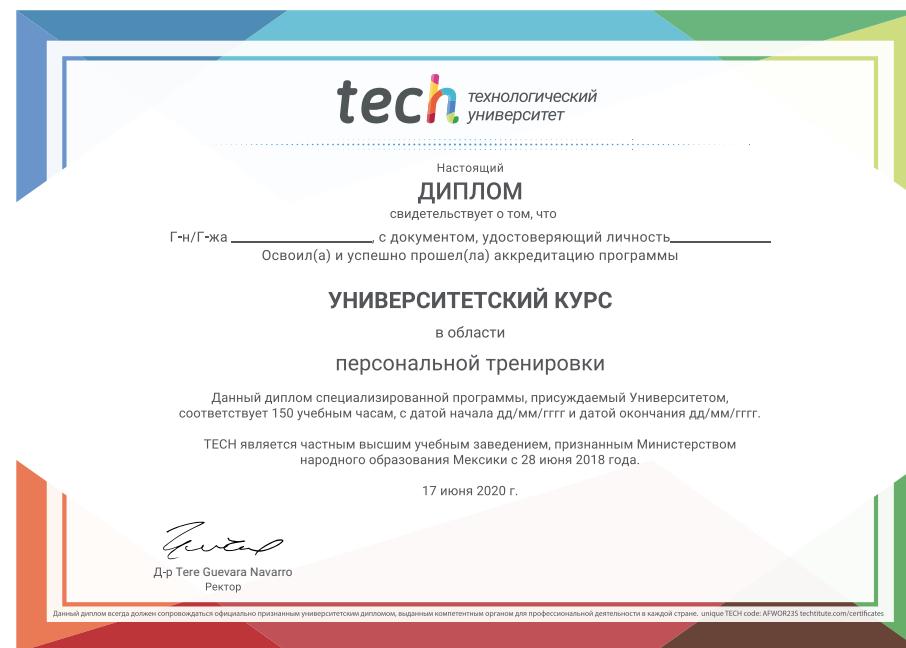 tech технологический
университет
Настоящий
ДИПЛОМ
свидетельствует о том, что
Г-н/Г-жа ____________, с документом, удостоверяющий личность____________
Освоил(а) и успешно прошел(ла) аккредитацию программы
УНИВЕРСИТЕТСКИЙ КУРС
в области
персональной тренировки
Данный диплом специализированной программы, присуждаемый Университетом,
соответствует 150 учебным часам, с датой начала дд/мм/гггг и датой окончания дд/мм/гггг.
TECH является частным высшим учебным заведением, признанным Министерством
народного образования Мексики с 28 июня 2018 года.
17 июня 2020 г.
Д-р Tere Guevara Navarro
Ректор
Данный диплом всегда должен сопровождаться официально признанным университетским дипломом, выданным компетентным органом для профессиональной деятельности в каждой стране. unique TECH code: AFWOR23S techtitute.com/certificates